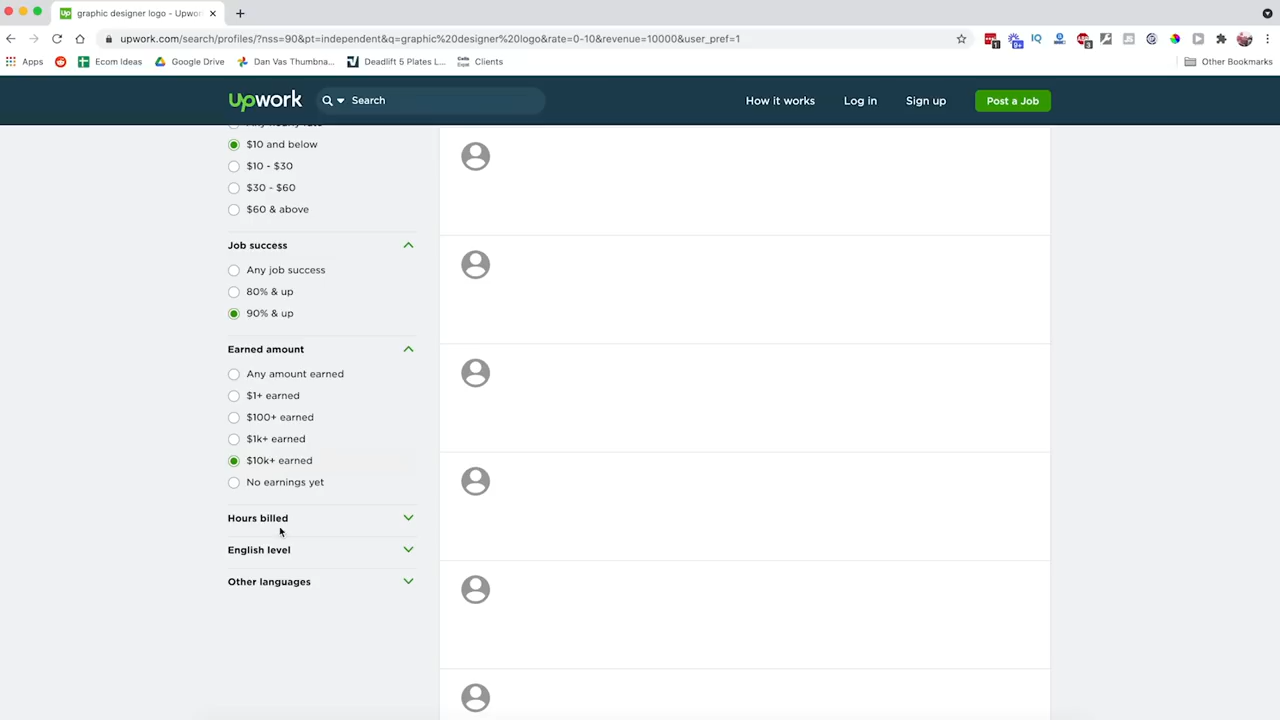 graphic designer logo - Upwor
upwork.com/search/profiles/?nss=90&pt=independent&q=graphic%20designer%20logo&rate=0-10&revenue=10000&user_pref=1
Apps
Ecom Ideas
Google Drive
Dan Vas Thumbna...
Deadlift 5 Plates L...
Clients
Other Bookmarks
upwork
Search
How it works
Log in
Sign up
Post a Job
$10 and below
$10 - $30
$30 - $60
$60 & above
Job success
Any job success
80% & up
90% & up
Earned amount
Any amount earned
$1+ earned
$100+ earned
$1k+ earned
$10k+ earned
No earnings yet
Hours billed
English level
Other languages